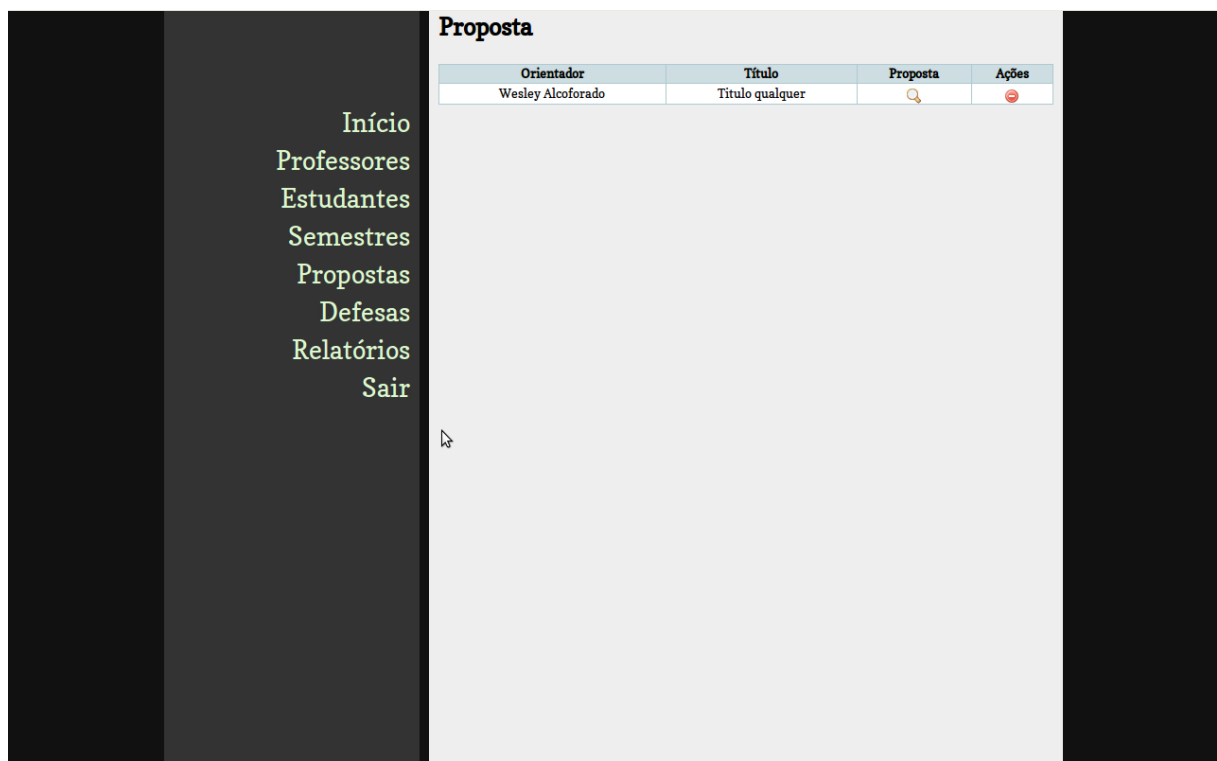 Proposta
Orientador Título Proposta Ações
Wesley Alcoforado Titulo qualquer
Início
Professores
Estudantes
Semestres
Propostas
Defesas
Relatórios
Sair